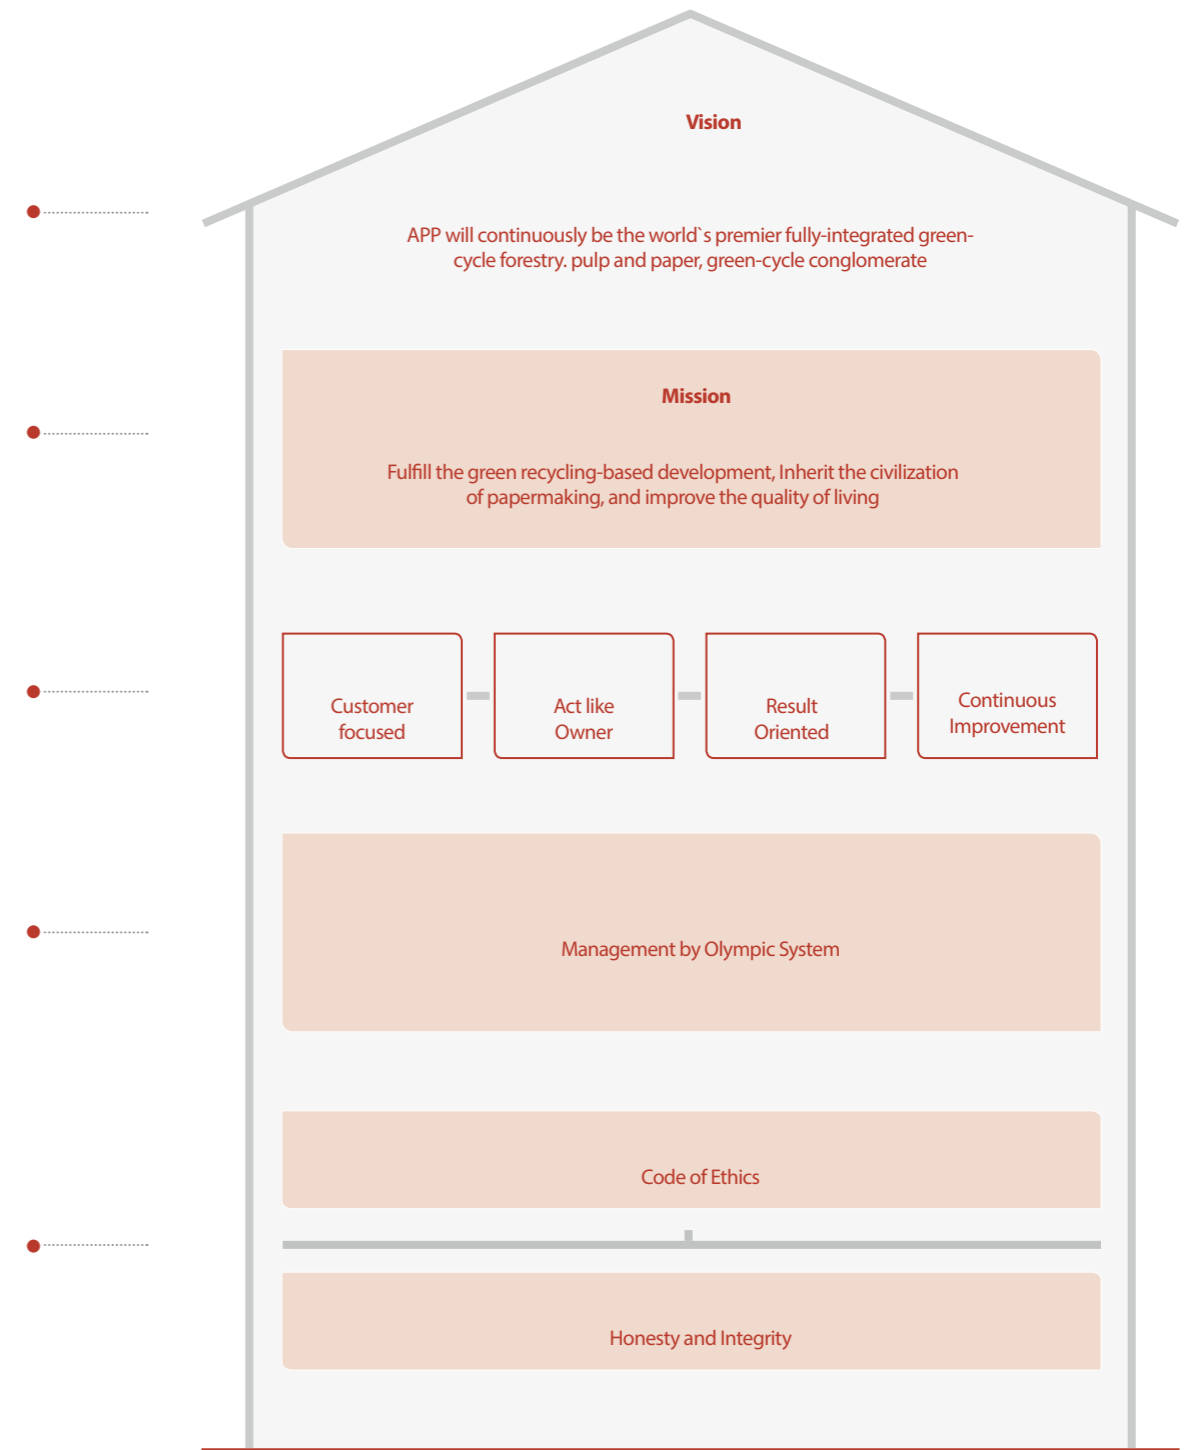 Vision
APP will continuously be the world`s premier fully-integrated green-
cycle forestry. pulp and paper, green-cycle conglomerate
Mission
Fulfill the green recycling-based development, Inherit the civilization
of papermaking, and improve the quality of living
Customer
focused
Act like
Owner
Result
Oriented
Continuous
Improvement
Management by Olympic System
Code of Ethics
Honesty and Integrity